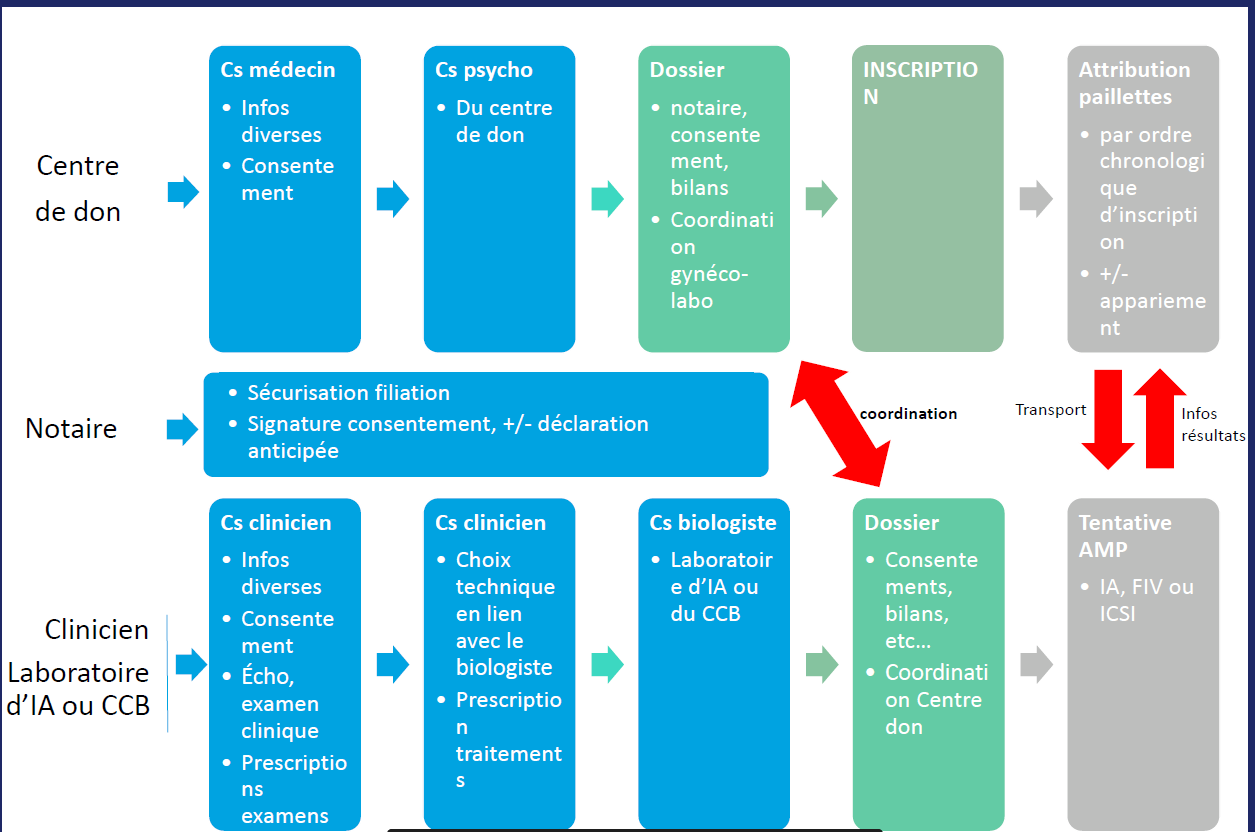 Centre
de don
Cs médecin
• Infos
diverses
• Consente
ment
Cs psycho
• Du centre
de don
Dossier
• notaire,
consente
ment,
bilans
• Coordinati
on
gynéco-
labo
INSCRIPTIO
N
Attribution
paillettes
• par ordre
chronologi
que
d’inscripti
on
• +/-
apparieme
nt
Notaire
• Sécurisation filiation
• Signature consentement, +/- déclaration
anticipée
coordination
Transport
Infos
résultats
Clinicien
Laboratoire
d’IA ou CCB
Cs clinicien
• Infos
diverses
• Consente
ment
• Écho,
examen
clinique
• Prescriptio
ns
examens
Cs clinicien
• Choix
technique
en lien
avec le
biologiste
• Prescriptio
n
traitement
s
Cs biologiste
• Laboratoir
e d’IA ou
du CCB
Dossier
• Consente
ments,
bilans,
etc…
• Coordinati
on Centre
don
Tentative
AMP
• IA, FIV ou
ICSI